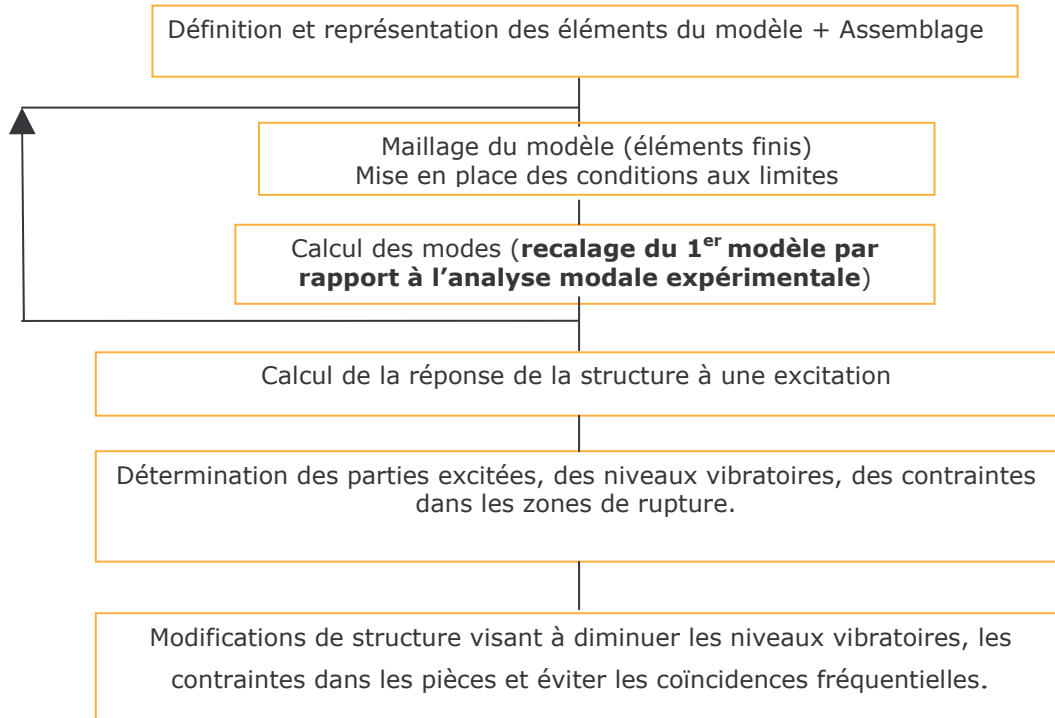 Définition et représentation des éléments du modèle + Assemblage
Maillage du modèle (éléments finis)
Mise en place des conditions aux limites
Calcul des modes (recalage du 1er modèle par
rapport à l’analyse modale expérimentale)
Calcul de la réponse de la structure à une excitation
Détermination des parties excitées, des niveaux vibratoires, des contraintes
dans les zones de rupture.
Modifications de structure visant à diminuer les niveaux vibratoires, les
contraintes dans les pièces et éviter les coïncidences fréquentielles.